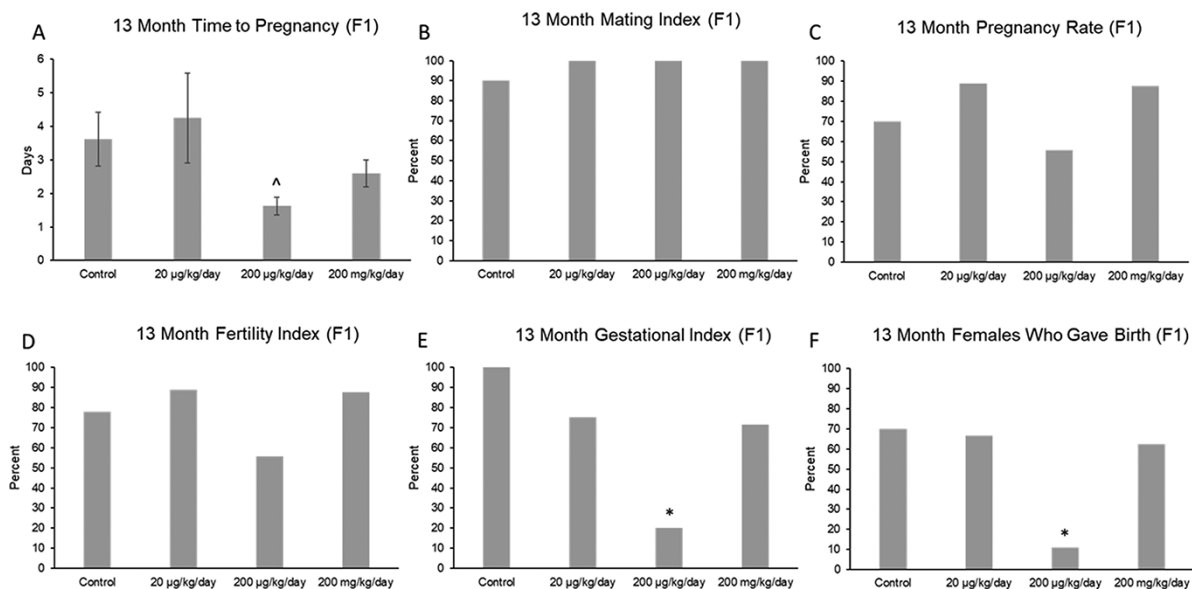 A
13 Month Time to Pregnancy (F1)
6
5
4
3
2
1
0
Days
^
Control
20 µg/kg/day
200 µg/kg/day
200 mg/kg/day
B
13 Month Mating Index (F1)
100
90
80
70
60
50
40
30
20
10
0
Percent
Control
20 µg/kg/day
200 µg/kg/day
200 mg/kg/day
C
13 Month Pregnancy Rate (F1)
100
90
80
70
60
50
40
30
20
10
0
Percent
Control
20 µg/kg/day
200 µg/kg/day
200 mg/kg/day
D
13 Month Fertility Index (F1)
100
90
80
70
60
50
40
30
20
10
0
Percent
Control
20 µg/kg/day
200 µg/kg/day
200 mg/kg/day
E
13 Month Gestational Index (F1)
100
90
80
70
60
50
40
30
20
10
0
Percent
*
Control
20 µg/kg/day
200 µg/kg/day
200 mg/kg/day
F
13 Month Females Who Gave Birth (F1)
100
90
80
70
60
50
40
30
20
10
0
Percent
*
Control
20 µg/kg/day
200 µg/kg/day
200 mg/kg/day